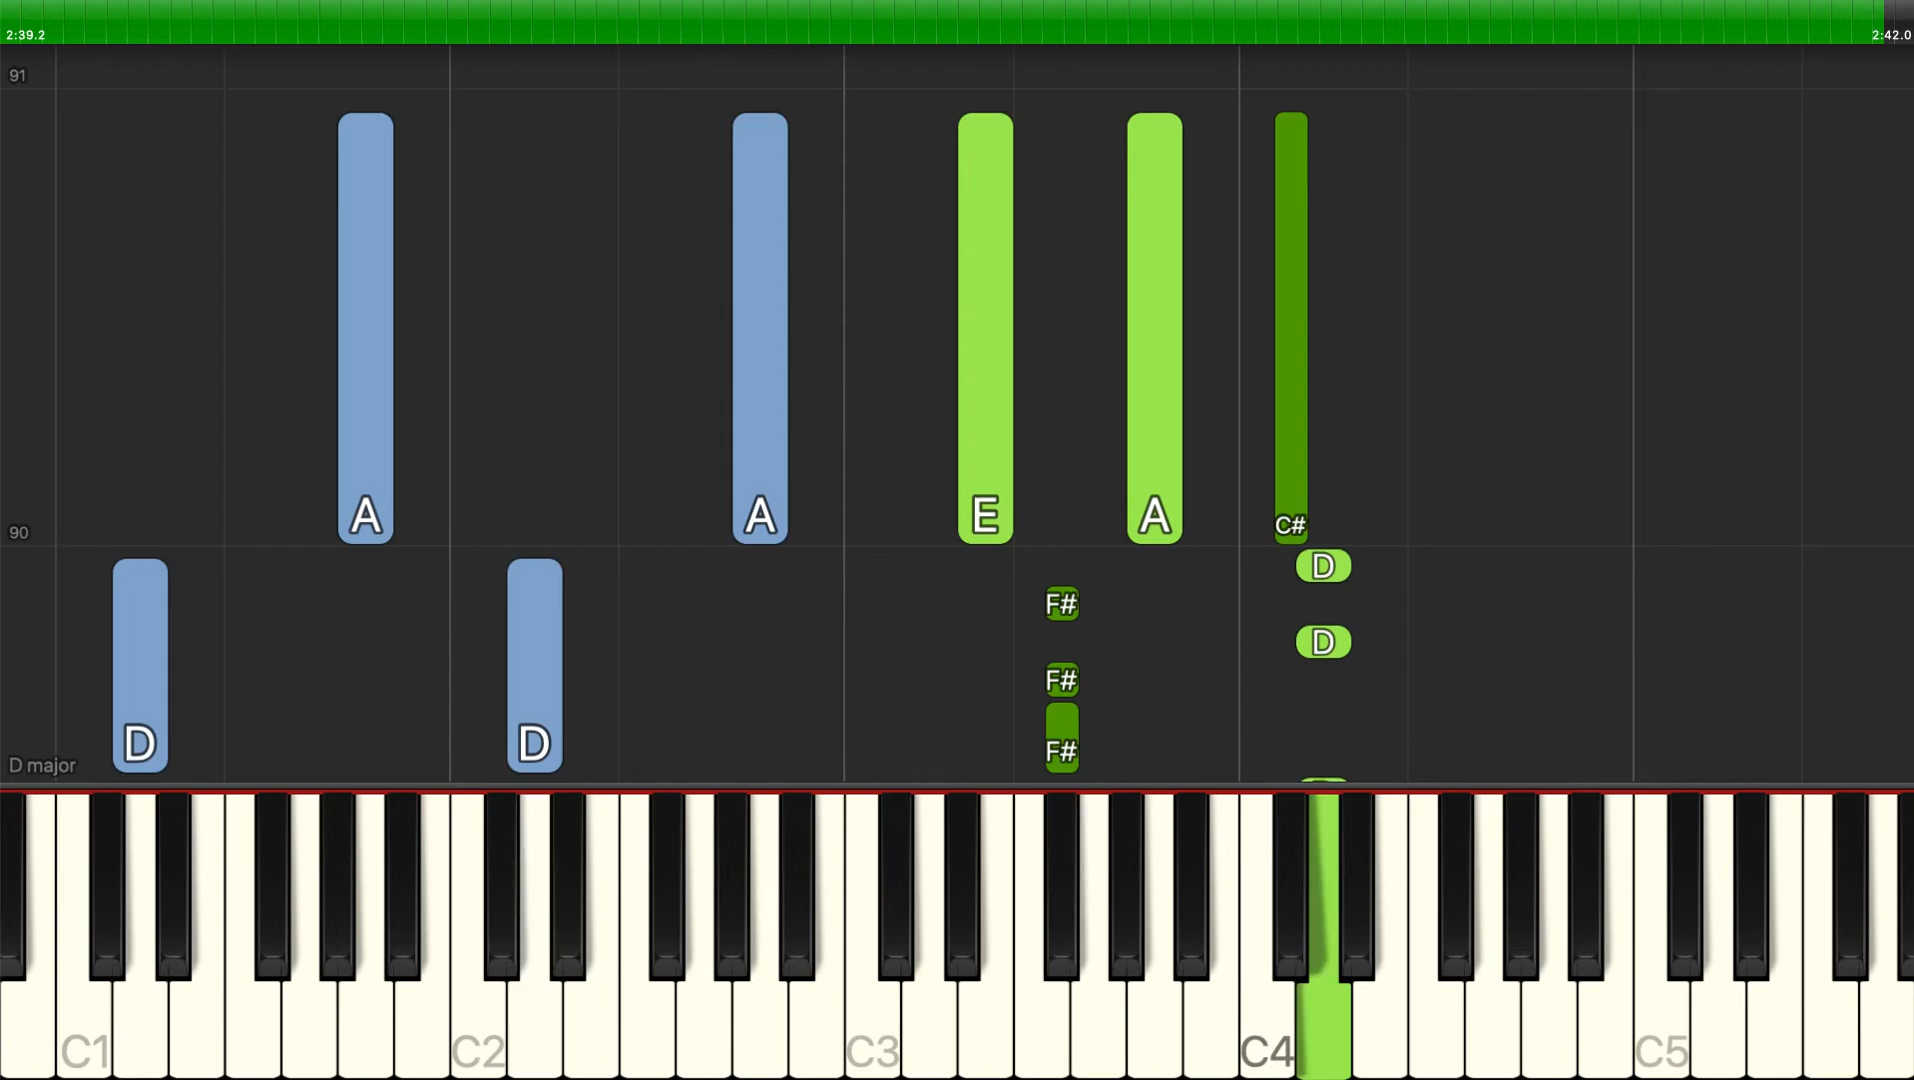 2:39.2 2:42.0
91
90
A A E A C#
D
F#
D
F#
D D F#
D major
C1 C2 C3 C4 C5